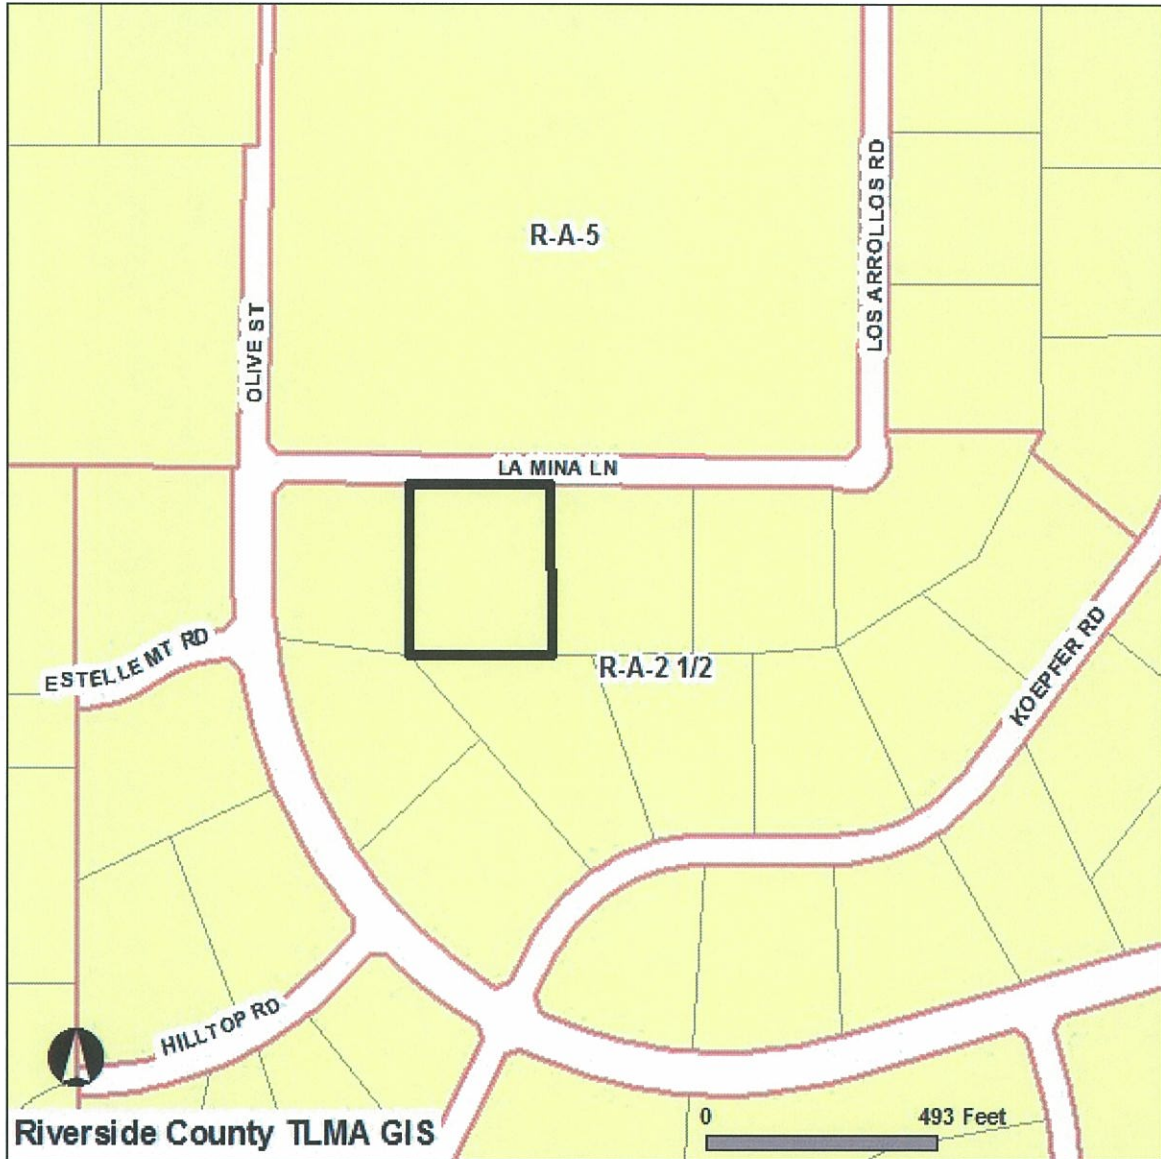 R-A-5
LOS ARROLLOS RD
OLIVE ST
LA MINA LN
ESTELLE MT RD
R-A-2 1/2
KOEPFER RD
HILLTOP RD
Riverside County TLMA GIS
0 493 Feet